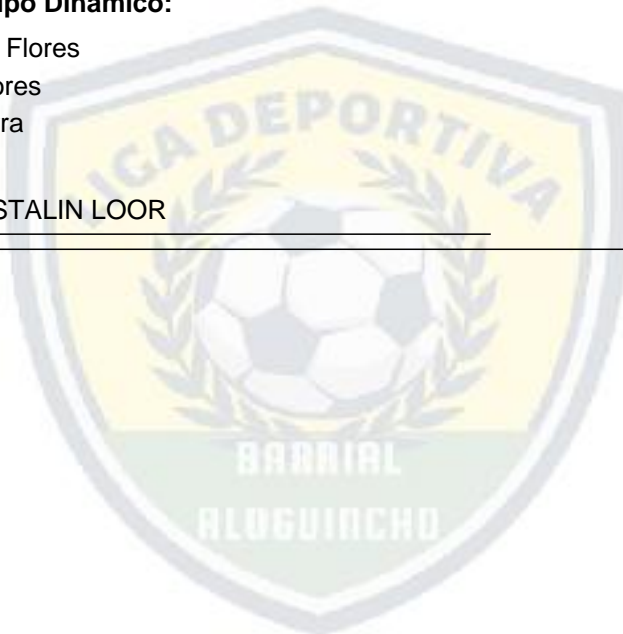 po Dinámico:
Flores
ores
ra
STALIN LOOR
LIGA DEPORTIVA
BARRIAL
ALUGUINCHO